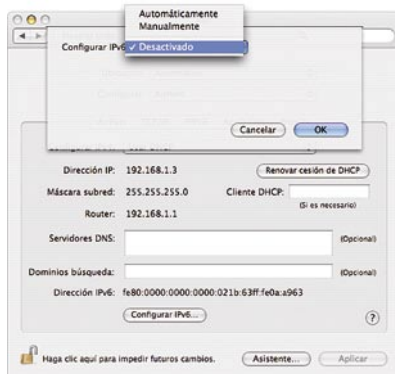 Automáticamente
Manualmente
Configurar IPv6
✓ Desactivado
Cancelar
OK
Dirección IP: 192.168.1.3
Renovar cesión de DHCP
Máscara subred: 255.255.255.0
Cliente DHCP:
(Si es necesario)
Router: 192.168.1.1
Servidores DNS:
(Opcional)
Dominios búsqueda:
(Opcional)
Dirección IPv6: fe80:0000:0000:0000:021b:63ff:fe0a:a963
Configurar IPv6...
?
Haga clic aquí para impedir futuros cambios.
Asistente...
Aplicar